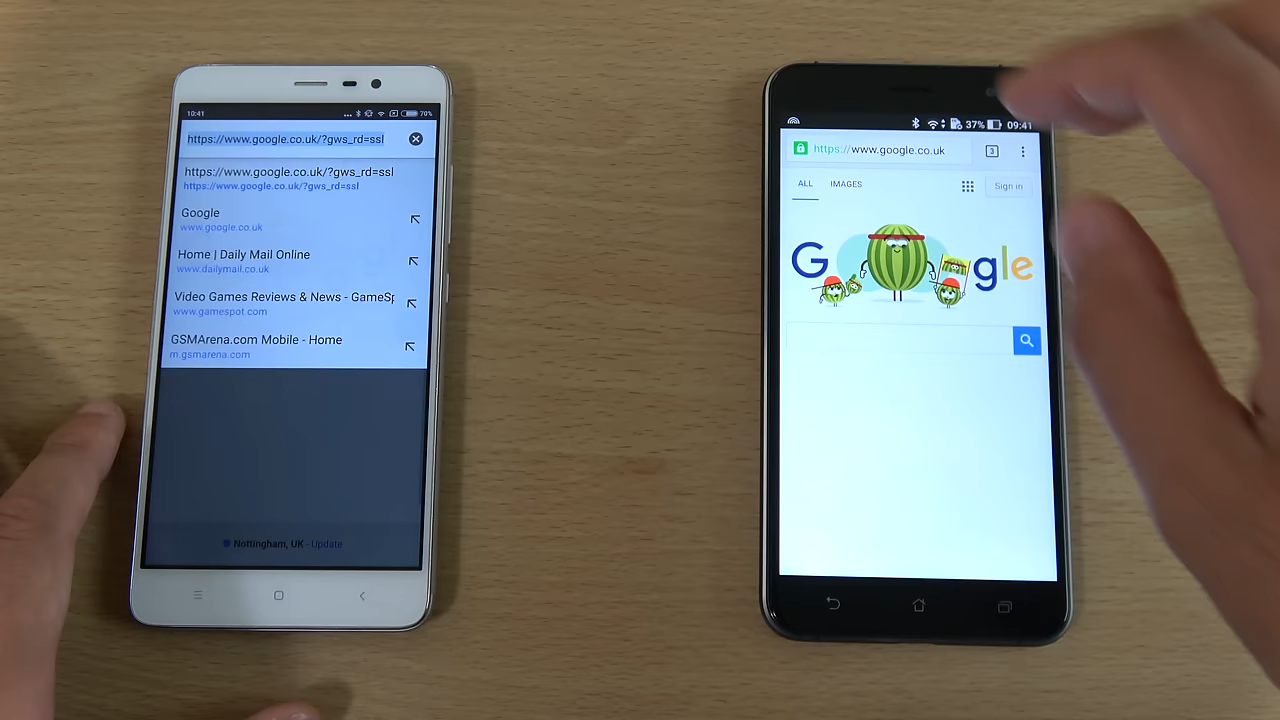 10:41
70%
https://www.google.co.uk/?gws_rd=ssl
https://www.google.co.uk/?gws_rd=ssl
https://www.google.co.uk/?gws_rd=ssl
Google
www.google.co.uk
Home | Daily Mail Online
www.dailymail.co.uk
Video Games Reviews & News - GameSp
www.gamespot.com
GSMArena.com Mobile - Home
m.gsmarena.com
Nottingham, UK - Update
37% 09:41
https://www.google.co.uk
3
ALL IMAGES
Sign in
G gle